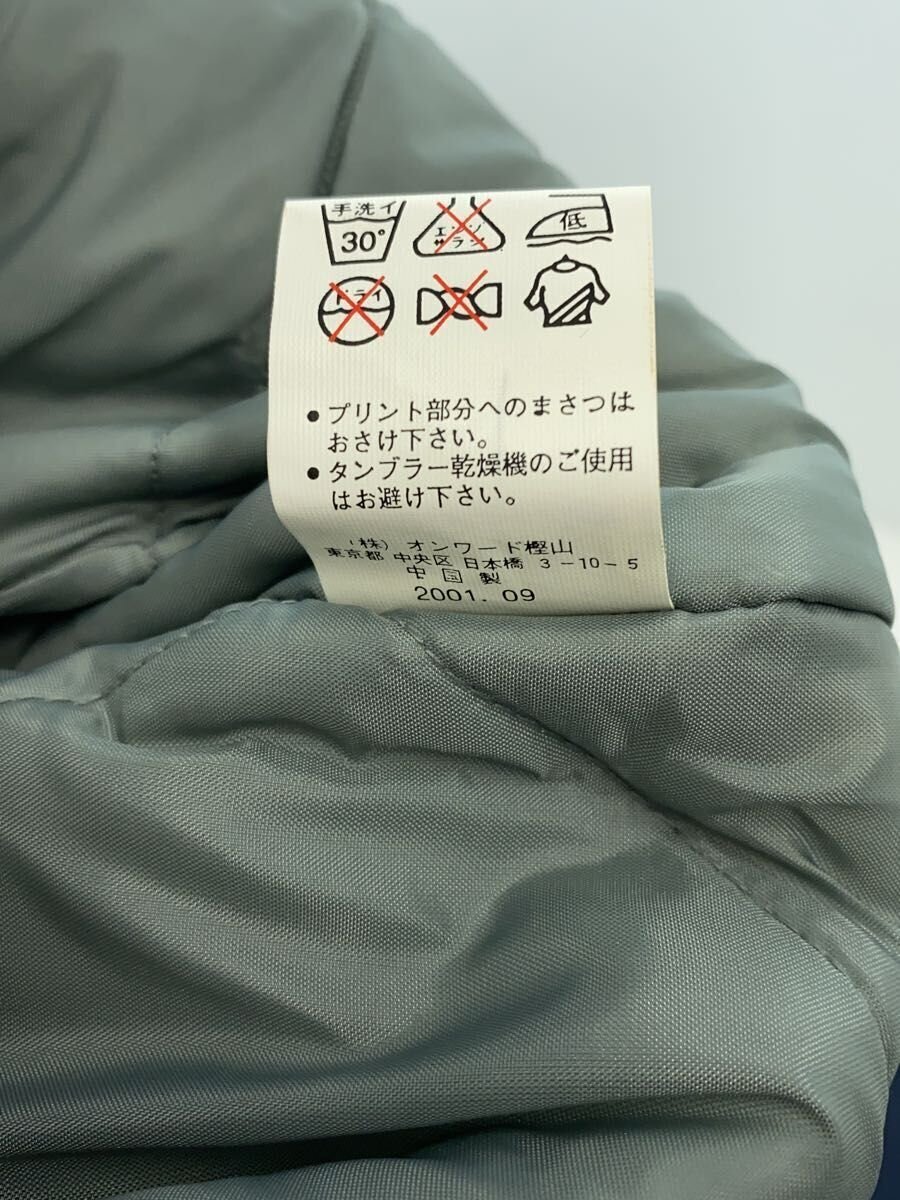 手洗イ
30°
エンソ
サラシ
低
ドライ
●プリント部分へのまさつは
おさけ下さい。
●タンブラー乾燥機のご使用
はお避け下さい。
(株) オンワード樫山
東京都 中央区 日本橋 3-10-5
中国製
2001.09